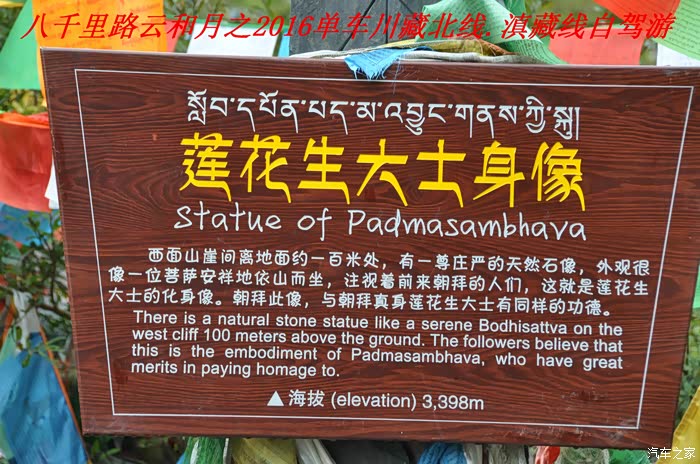 八千里路云和月之2016单车川藏北线.滇藏线自驾游
སློབ་དཔོན་པད་མ་འབྱུང་གནས་ཀྱི་སྐུ།
莲花生大士身像
Statue of Padmasambhava
西面山崖间离地面约一百米处，有一尊庄严的天然石像，外观很
像一位菩萨安祥地依山而坐，注视着前来朝拜的人们，这就是莲花生
大士的化身像。朝拜此像，与朝拜真身莲花生大士有同样的功德。
There is a natural stone statue like a serene Bodhisattva on the
west cliff 100 meters above the ground. The followers believe that
this is the embodiment of Padmasambhava, who have great
merits in paying homage to.
▲海拔 (elevation) 3,398m
汽车之家